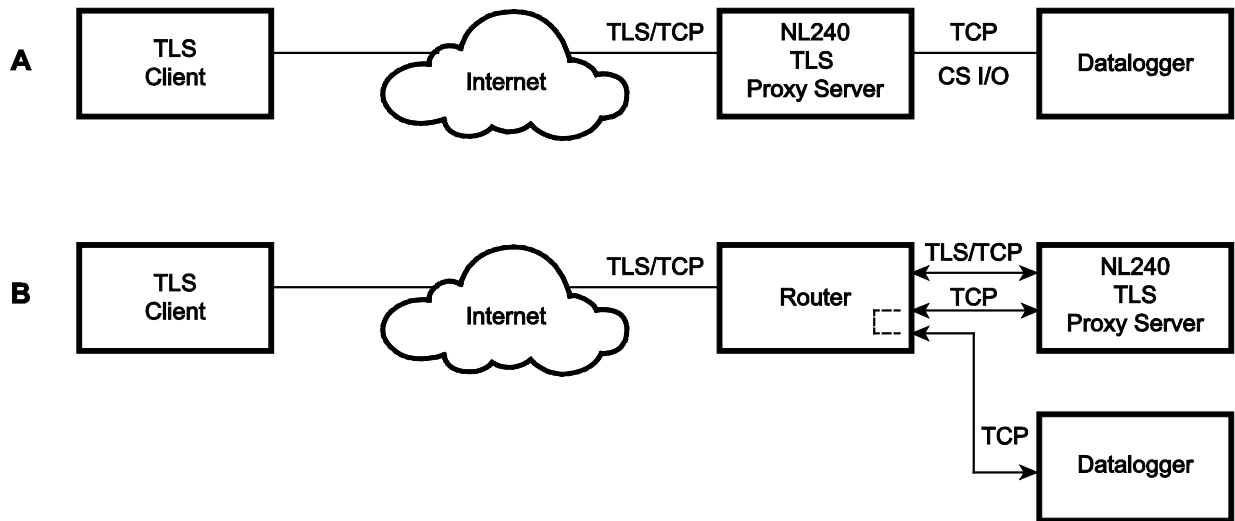 A
TLS
Client
Internet
TLS/TCP
NL240
TLS
Proxy Server
TCP
CS I/O
Datalogger
B
TLS
Client
Internet
TLS/TCP
Router
TLS/TCP
TCP
NL240
TLS
Proxy Server
TCP
Datalogger